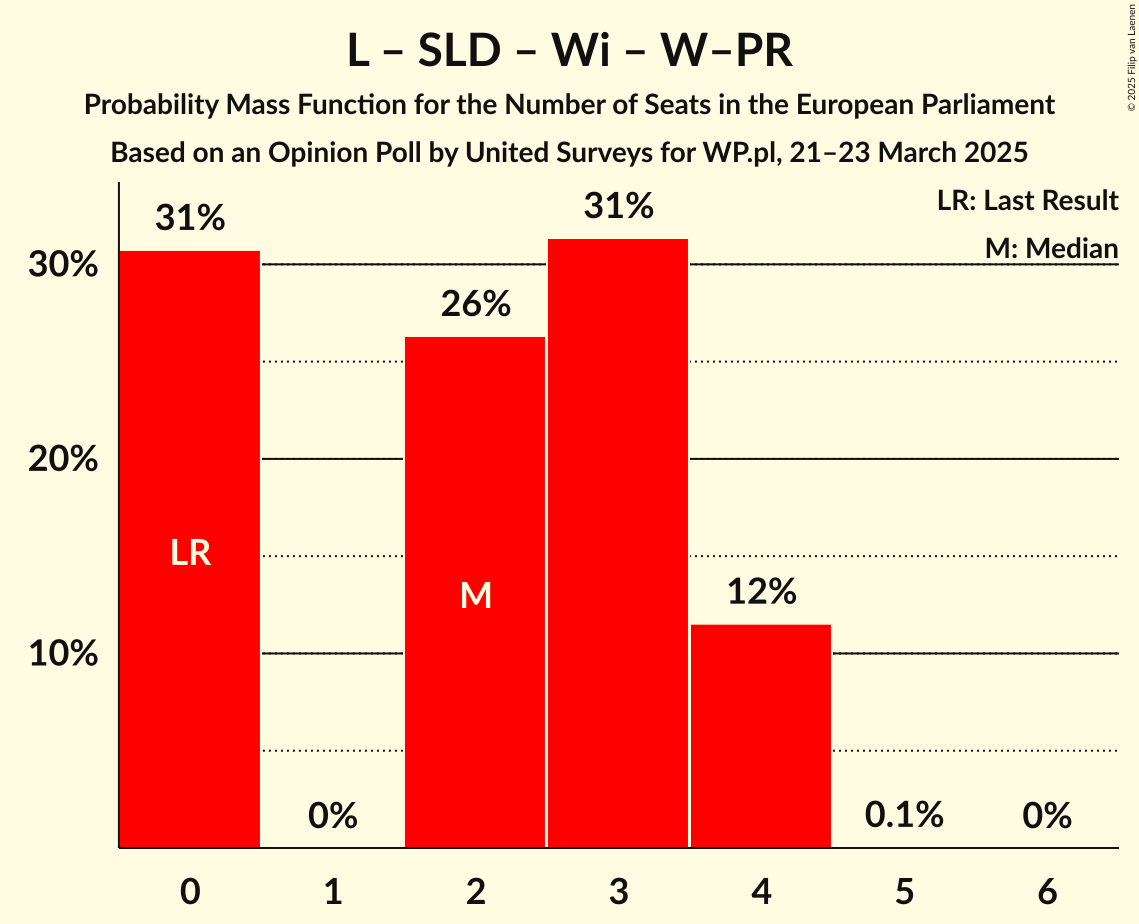 L – SLD – Wi – W–PR
Probability Mass Function for the Number of Seats in the European Parliament
Based on an Opinion Poll by United Surveys for WP.pl, 21–23 March 2025
© 2025 Filip van Laenen
LR: Last Result
M: Median
31%
0%
26%
31%
12%
0.1%
0%
30%
20%
10%
LR
M
0 1 2 3 4 5 6